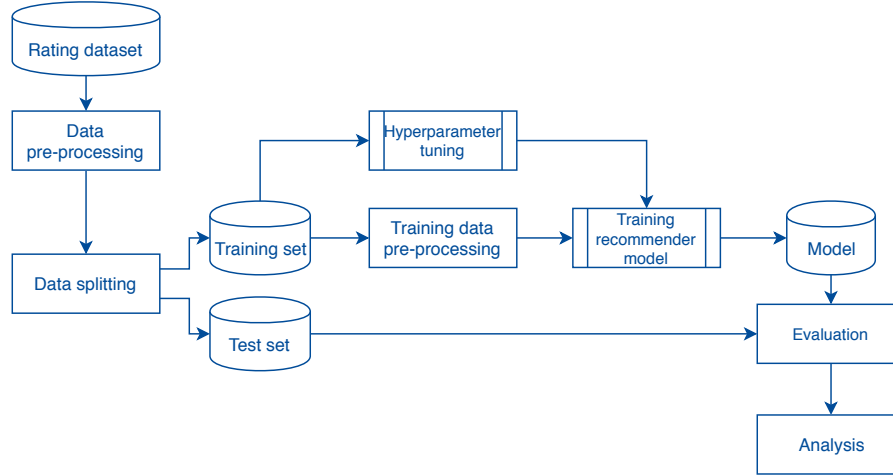 Rating dataset
Data
pre-processing
Data splitting
Training set
Test set
Hyperparameter
tuning
Training data
pre-processing
Training
recommender
model
Model
Evaluation
Analysis